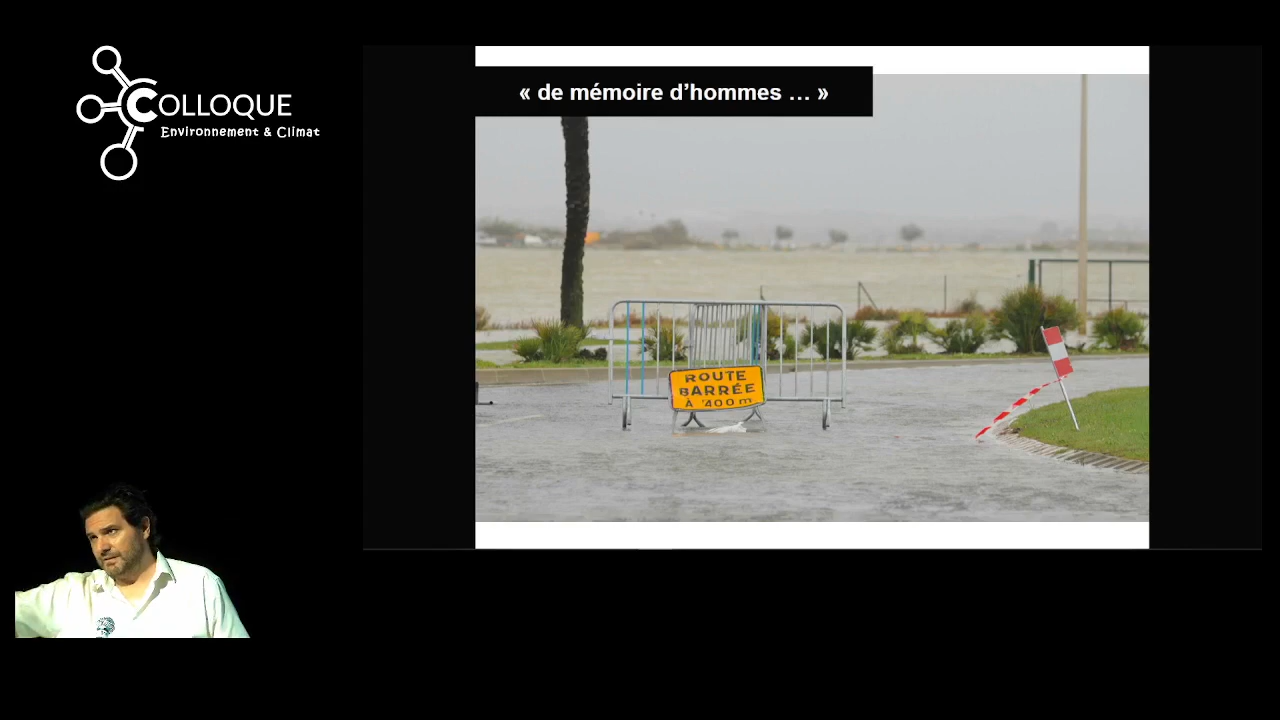 COLLOQUE
Environnement & Climat
« de mémoire d’hommes … »
ROUTE
BARRÉE
À 400 m